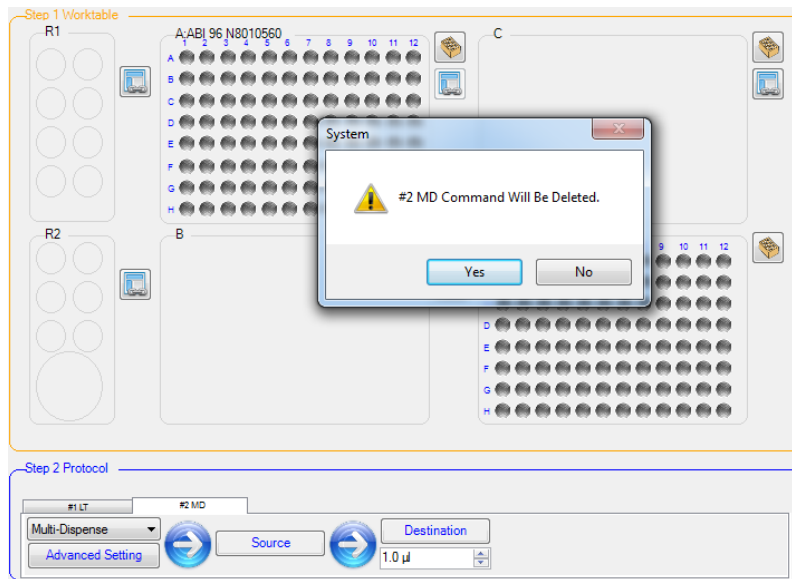 Step 1 Worktable
R1
A:ABI 96 N8010560
C
1 2 3 4 5 6 7 8 9 10 11 12
A
B
C
D
E
F
G
H
System
#2 MD Command Will Be Deleted.
Yes
No
R2
B
9 10 11 12
D
E
F
G
H
Step 2 Protocol
#1 LT
#2 MD
Multi-Dispense
Advanced Setting
Source
Destination
1.0 µl